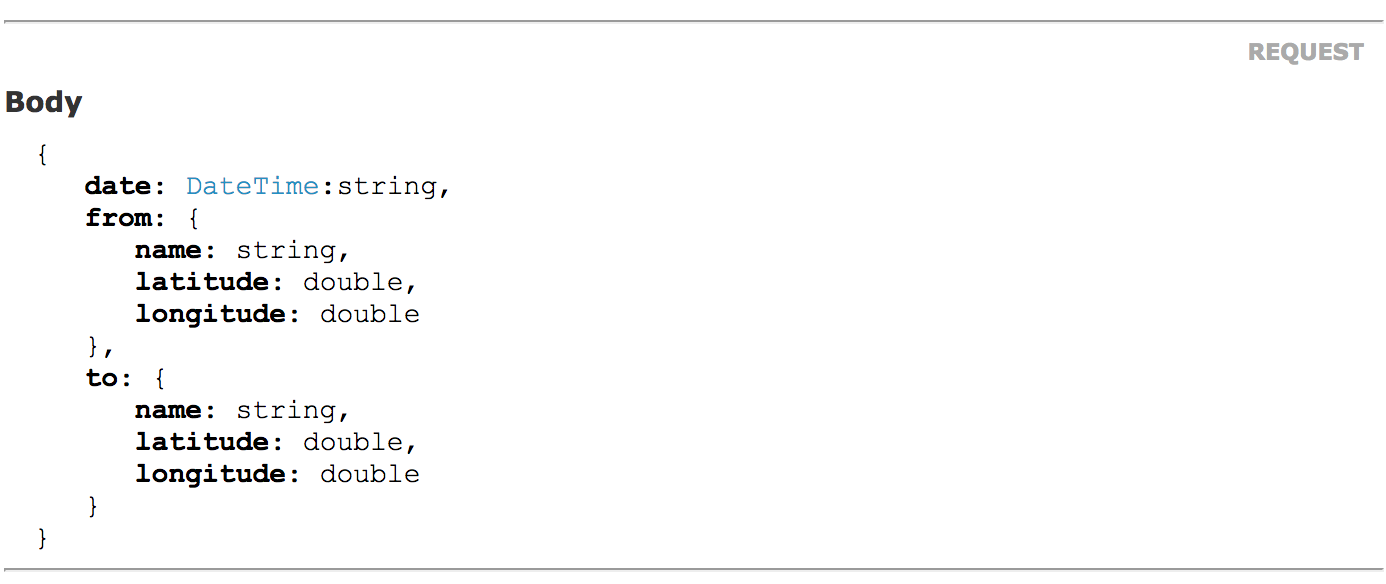 REQUEST
Body
{
date: DateTime:string,
from: {
name: string,
latitude: double,
longitude: double
},
to: {
name: string,
latitude: double,
longitude: double
}
}